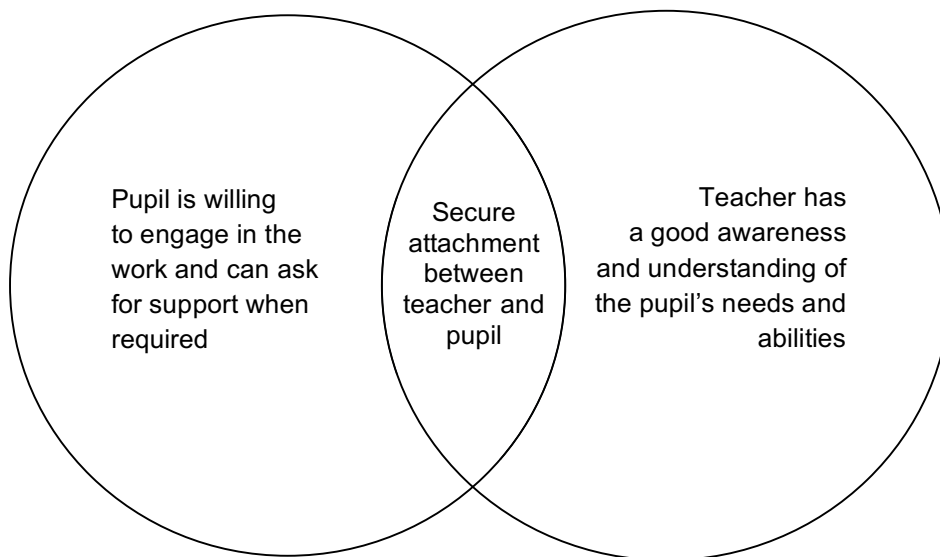 Pupil is willing
to engage in the
work and can ask
for support when
required
Secure
attachment
between
teacher and
pupil
Teacher has
a good awareness
and understanding of
the pupil’s needs and
abilities